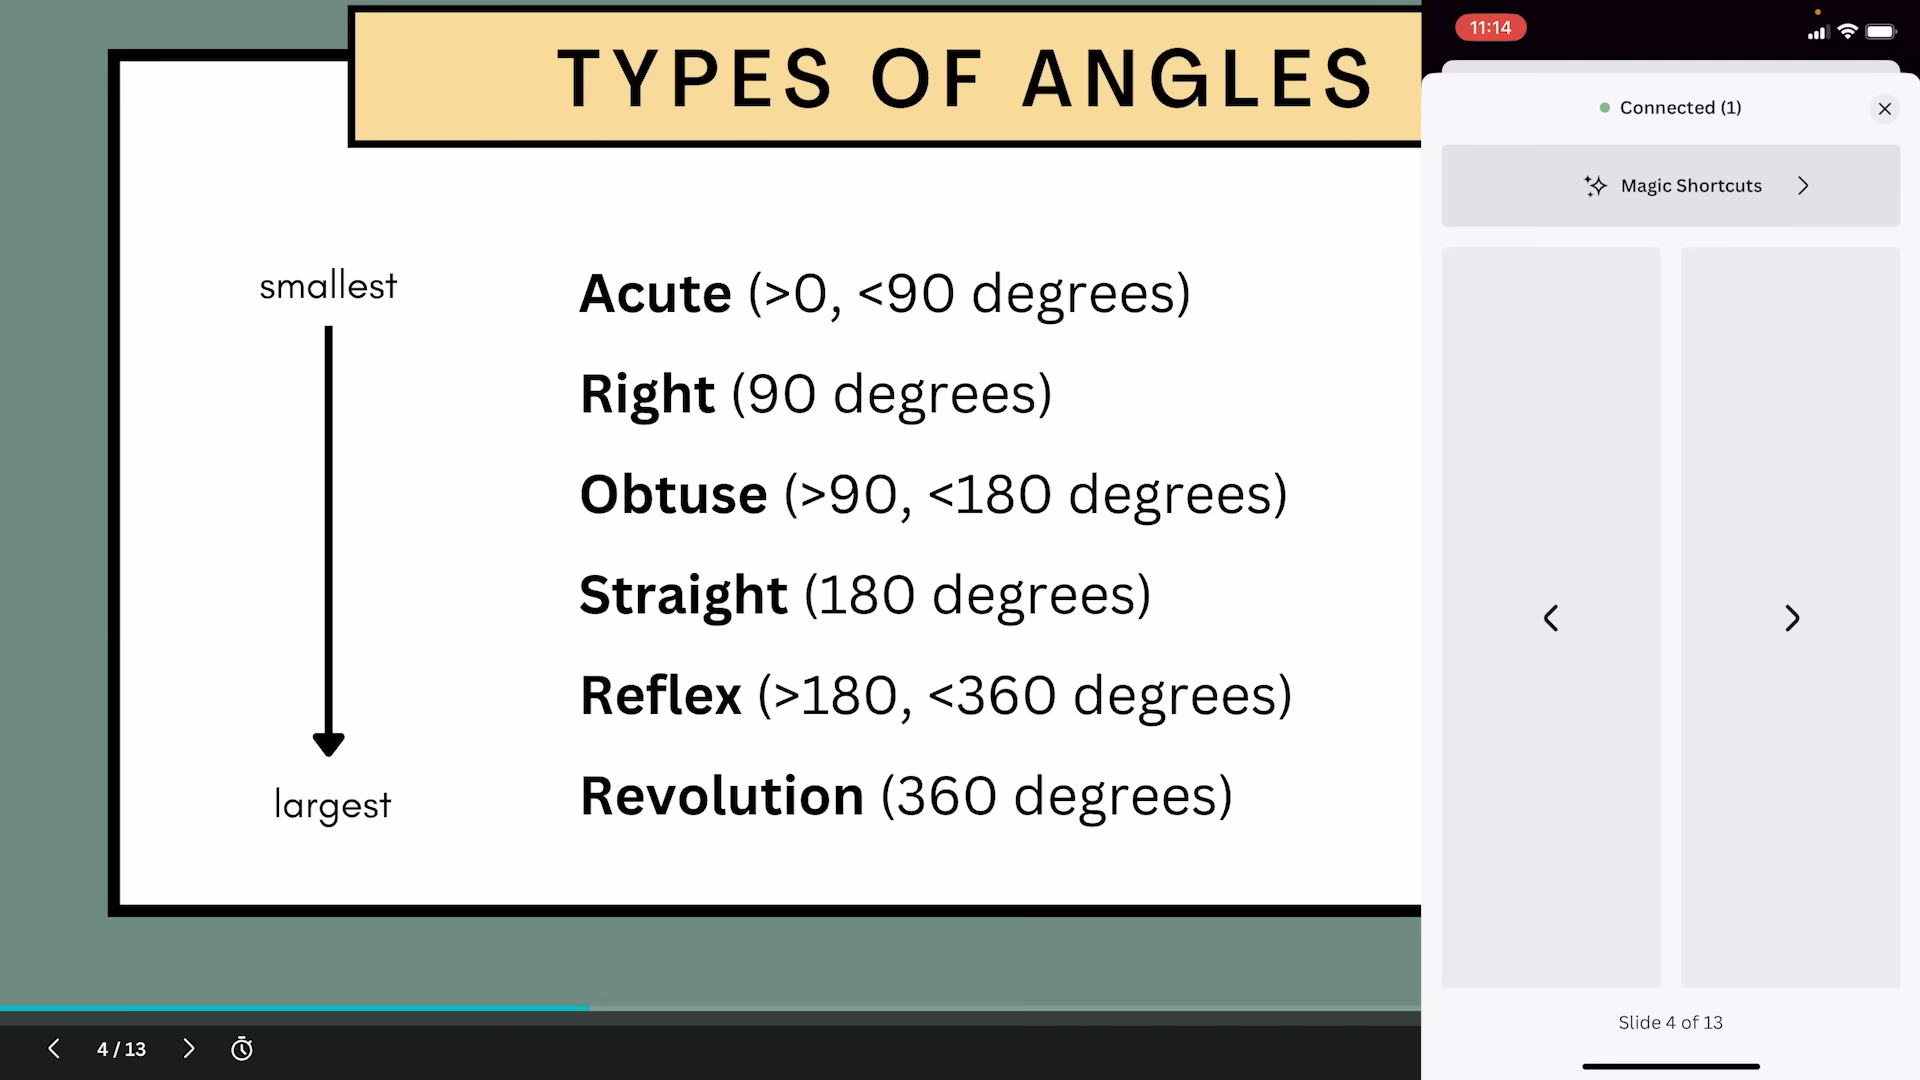 TYPES OF ANGLES
smallest
largest
Acute (>0, <90 degrees)
Right (90 degrees)
Obtuse (>90, <180 degrees)
Straight (180 degrees)
Reflex (>180, <360 degrees)
Revolution (360 degrees)
4 / 13
11:14
Connected (1)
Magic Shortcuts
Slide 4 of 13